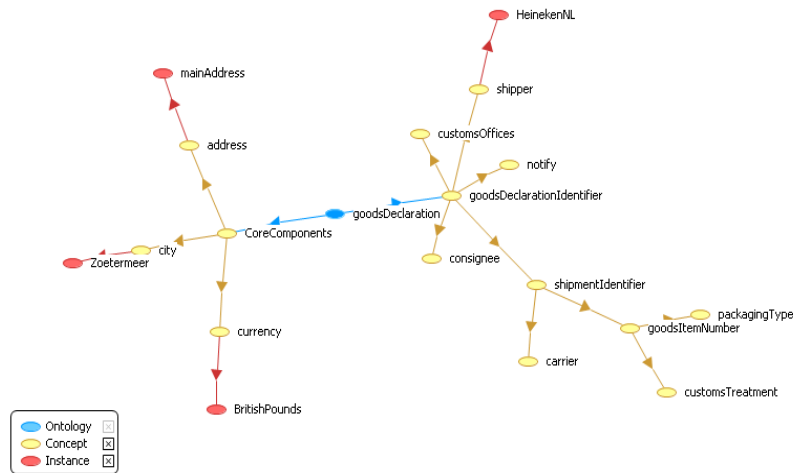 HeinekenNL
mainAddress
shipper
customsOffices
address
notify
goodsDeclarationIdentifier
goodsDeclaration
CoreComponents
city
Zoetermeer
consignee
shipmentIdentifier
packagingType
goodsItemNumber
currency
carrier
customsTreatment
BritishPounds
Ontology
Concept
Instance